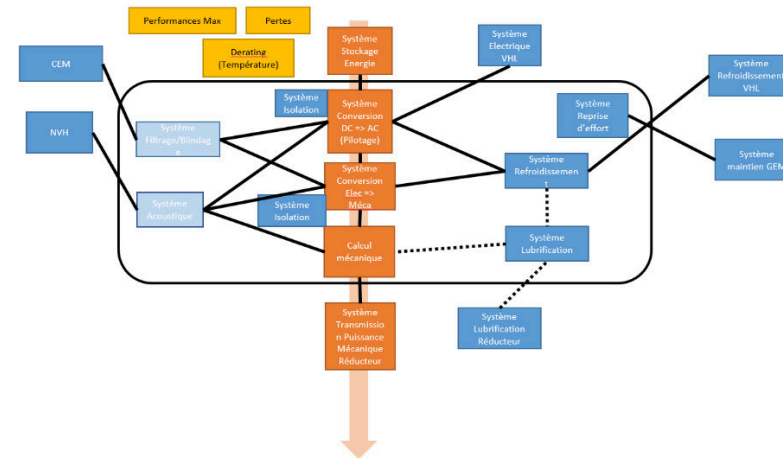 Performances Max
Pertes
Derating
(Température)
CEM
NVH
Système
Stockage
Energie
Système
Electrique
VHL
Système
Refroidissement
VHL
Système
Isolation
Système
Conversion
DC => AC
(Pilotage)
Système
Reprise
d'effort
Système
Filtrage/Blindag
e
Système
maintien GEM
Système
Conversion
Elec =>
Méca
Système
Refroidissemen
t
Système
Acoustique
Système
Isolation
Calcul
mécanique
Système
Lubrification
Système
Transmissio
n Puissance
Mécanique
Réducteur
Système
Lubrification
Réducteur